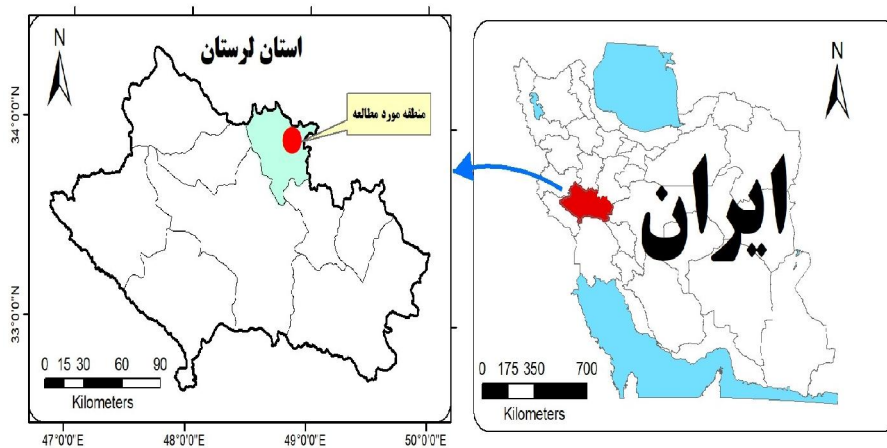 استان لرستان
N
منطقه مورد مطالعه
34°0'0"N
33°0'0"N
0 15 30 60 90
Kilometers
47°0'0"E 48°0'0"E 49°0'0"E 50°0'0"E
N
ایران
0 175 350 700
Kilometers